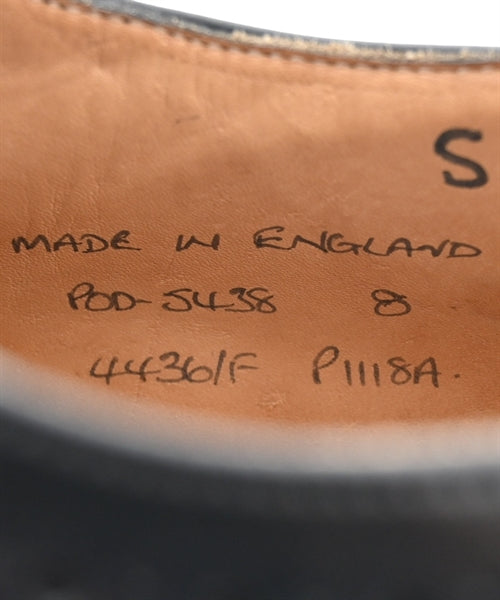 S
MADE IN ENGLAND
POD-5438 8
4436/F P1118A.